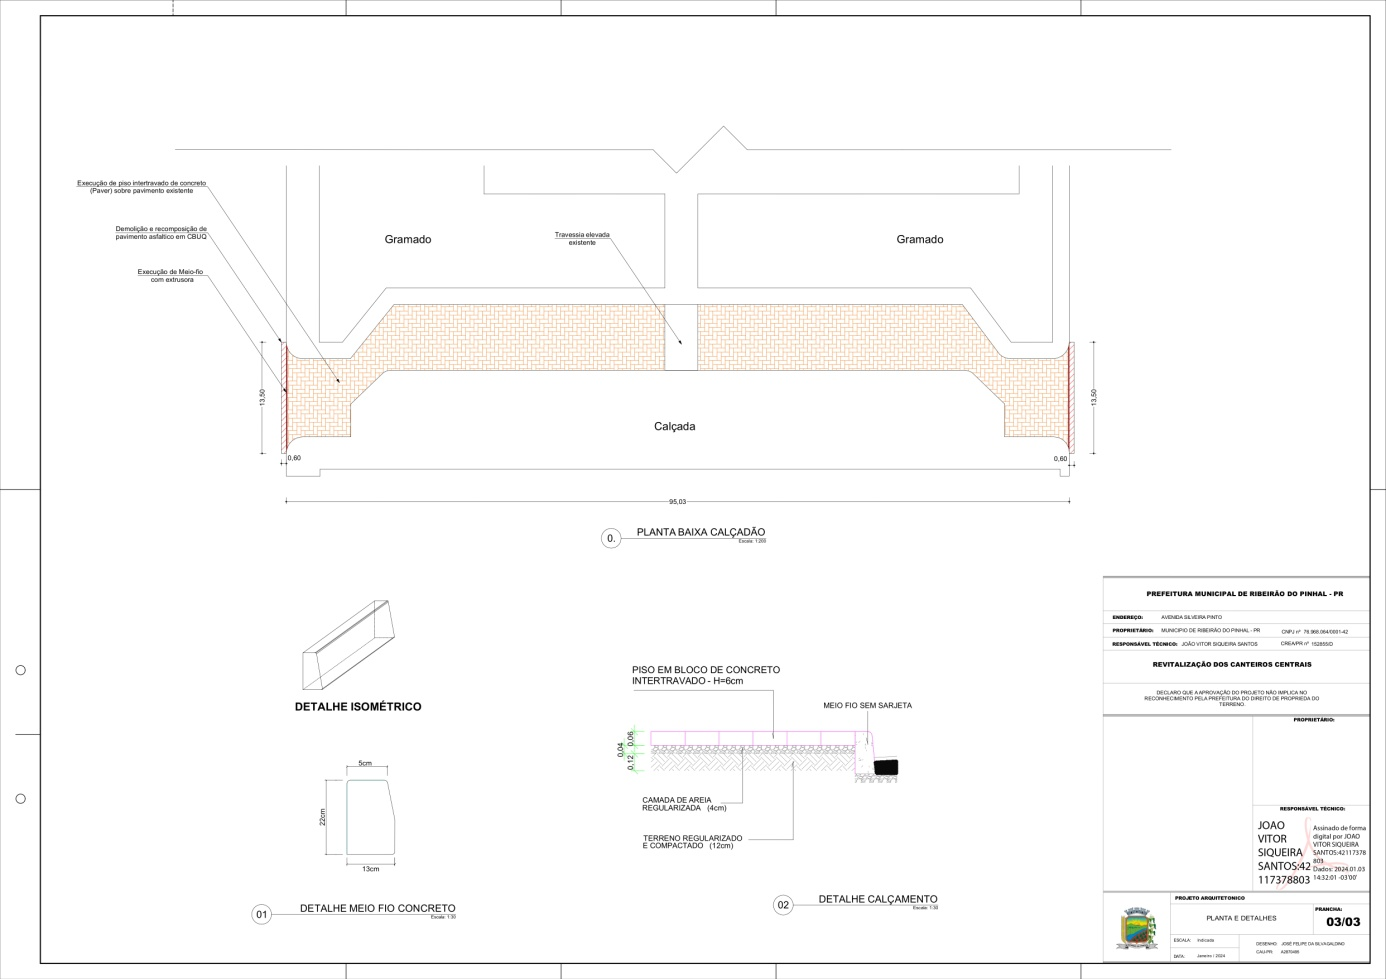 Execução de piso intertravado de concreto
(Paver) sobre pavimento existente
Demolição e recomposição de
pavimento asfaltico em CBUQ
Execução de Meio-fio
com extrusora
Gramado
Travessia elevada
existente
Gramado
Calçada
13,50
13,50
0,60
0,60
95,03
0.
PLANTA BAIXA CALÇADÃO
Escala: 1:200
DETALHE ISOMÉTRICO
5cm
22cm
13cm
01
DETALHE MEIO FIO CONCRETO
Escala: 1:30
PISO EM BLOCO DE CONCRETO
INTERTRAVADO - H=6cm
MEIO FIO SEM SARJETA
0,06
0,04
0,12
CAMADA DE AREIA
REGULARIZADA (4cm)
TERRENO REGULARIZADO
E COMPACTADO (12cm)
02
DETALHE CALÇAMENTO
Escala: 1:30
PREFEITURA MUNICIPAL DE RIBEIRÃO DO PINHAL - PR
ENDEREÇO: AVENIDA SILVEIRA PINTO
PROPRIETÁRIO: MUNICIPIO DE RIBEIRÃO DO PINHAL - PR CNPJ nº 76.968.064/0001-42
RESPONSÁVEL TÉCNICO: JOÃO VITOR SIQUEIRA SANTOS CREA/PR nº
REVITALIZAÇÃO DOS CANTEIROS CENTRAIS
DECLARO QUE A APROVAÇÃO DO PROJETO NÃO IMPLICA NO
RECONHECIMENTO PELA PREFEITURA DO DIREITO DE PROPRIEDA DO
TERRENO.
PROPRIETÁRIO:
RESPONSÁVEL TÉCNICO:
JOAO
VITOR
SIQUEIRA
SANTOS:42
117378803
Assinado de forma
digital por JOAO
VITOR SIQUEIRA
SANTOS:42117378
803
Dados: 2024.01.03
14:32:01 -03'00'
PROJETO ARQUITETONICO
PLANTA E DETALHES
PRANCHA:
03/03
ESCALA: Indicada
DATA: Janeiro / 2024
DESENHO: JOSÉ FELIPE DA SILVA GALDINO
CAU-PR: